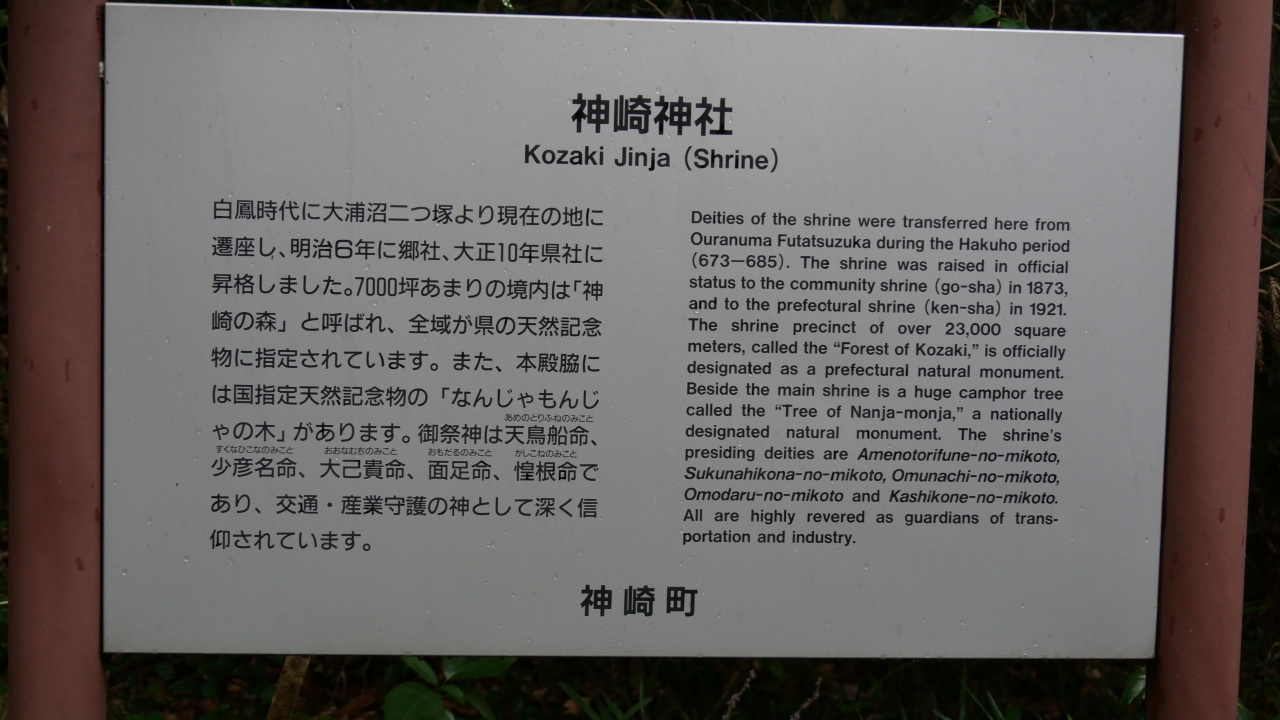 神崎神社
Kozaki Jinja (Shrine)
白鳳時代に大浦沼二つ塚より現在の地に
遷座し、明治6年に郷社、大正10年県社に
昇格しました。7000坪あまりの境内は「神
崎の森」と呼ばれ、全域が県の天然記念
物に指定されています。また、本殿脇に
は国指定天然記念物の「なんじゃもんじ
あめのとりふねのみこと
ゃの木」があります。御祭神は天鳥船命、
すくなひこなのみこと おおなむちのみこと おもだるのみこと かしこねのみこと
少彦名命、大己貴命、面足命、惶根命で
あり、交通・産業守護の神として深く信
仰されています。
Deities of the shrine were transferred here from
Ouranuma Futatsuzuka during the Hakuho period
(673—685). The shrine was raised in official
status to the community shrine (go-sha) in 1873,
and to the prefectural shrine (ken-sha) in 1921.
The shrine precinct of over 23,000 square
meters, called the “Forest of Kozaki,” is officially
designated as a prefectural natural monument.
Beside the main shrine is a huge camphor tree
called the “Tree of Nanja-monja,” a nationally
designated natural monument. The shrine's
presiding deities are Amenotorifune-no-mikoto,
Sukunahikona-no-mikoto, Omunachi-no-mikoto,
Omodaru-no-mikoto and Kashikone-no-mikoto.
All are highly revered as guardians of trans-
portation and industry.
神崎町